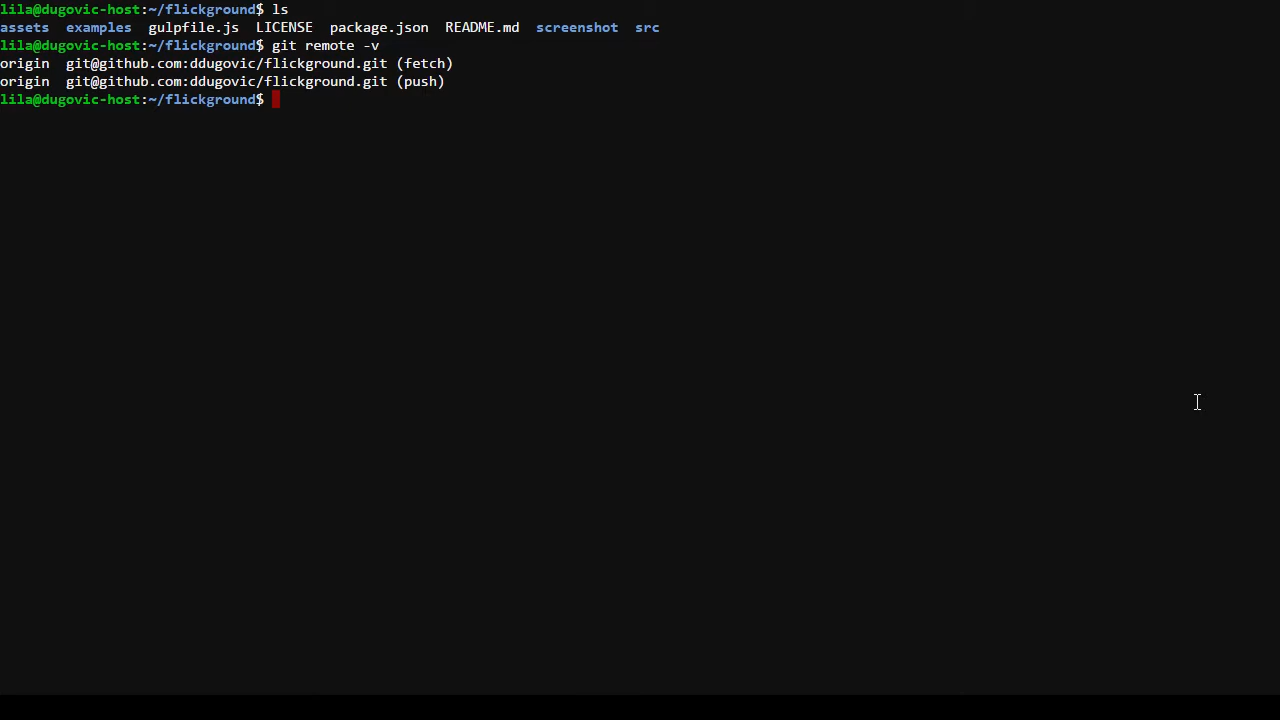 lila@dugovic-host:~/flickground$ ls
assets  examples  gulpfile.js  LICENSE  package.json  README.md  screenshot  src
lila@dugovic-host:~/flickground$ git remote -v
origin  git@github.com:ddugovic/flickground.git (fetch)
origin  git@github.com:ddugovic/flickground.git (push)
lila@dugovic-host:~/flickground$